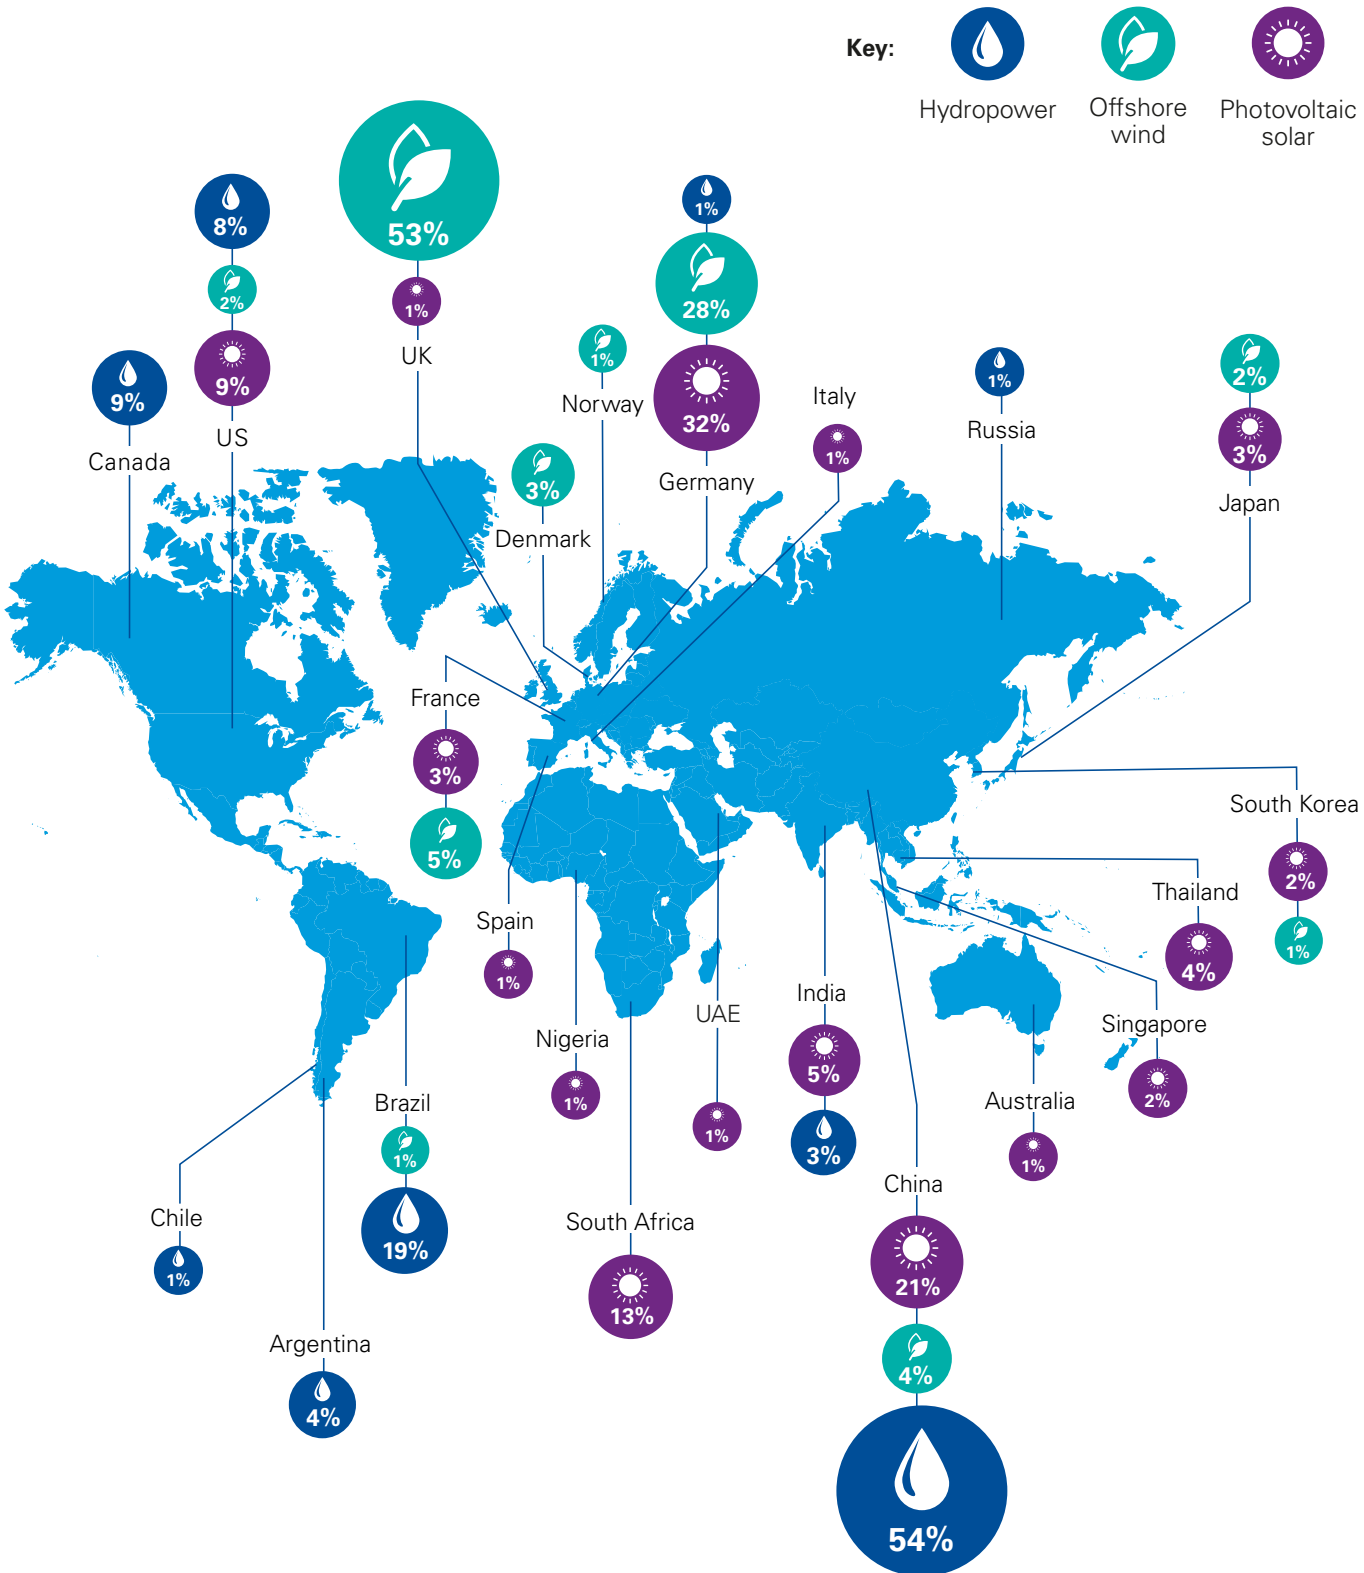 Key:
Hydropower
Offshore
wind
Photovoltaic
solar
8%
2%
9%
US
53%
1%
UK
9%
Canada
1%
Norway
3%
Denmark
1%
28%
32%
Germany
Italy
1%
1%
Russia
2%
3%
Japan
France
3%
5%
Spain
1%
Nigeria
1%
South Africa
13%
UAE
1%
India
5%
3%
China
21%
4%
54%
Australia
1%
Singapore
2%
Thailand
4%
South Korea
2%
1%
Brazil
1%
19%
Chile
1%
Argentina
4%